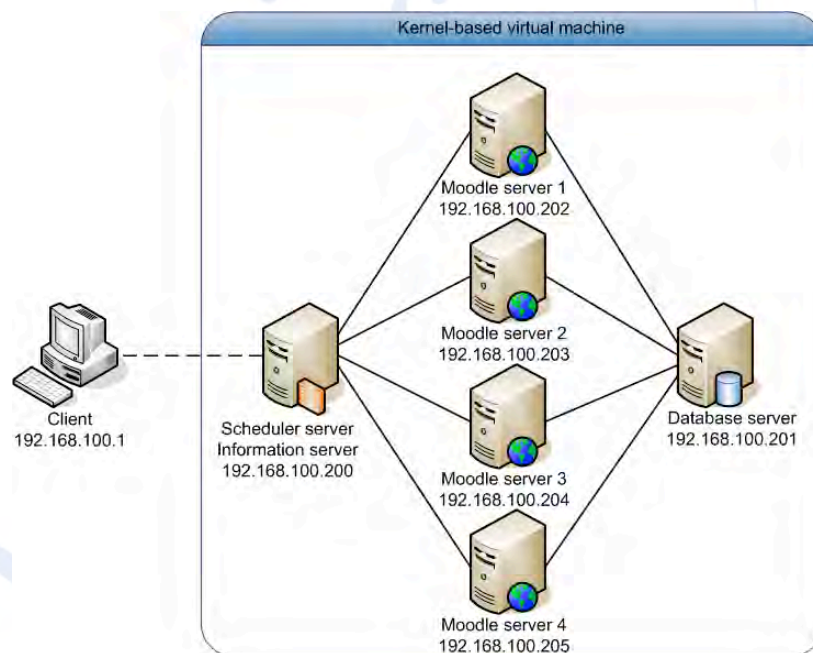 Kernel-based virtual machine
Moodle server 1
192.168.100.202
Moodle server 2
192.168.100.203
Client
192.168.100.1
Scheduler server
Information server
192.168.100.200
Database server
192.168.100.201
Moodle server 3
192.168.100.204
Moodle server 4
192.168.100.205